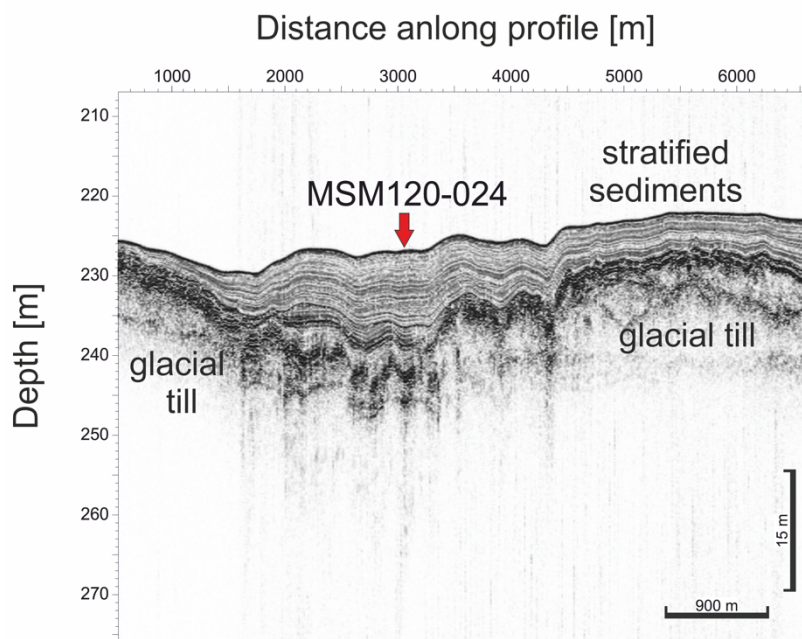 Distance anlong profile [m]
1000 2000 3000 4000 5000 6000
210
220
230
240
250
260
270
Depth [m]
MSM120-024
stratified
sediments
glacial
till
glacial till
15 m
900 m